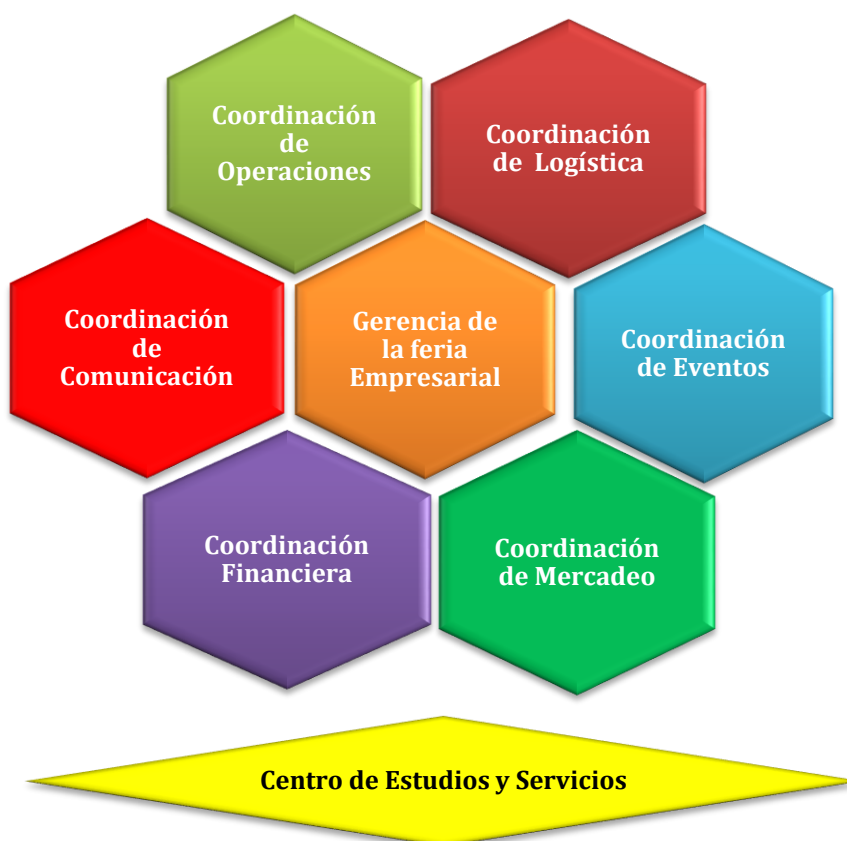 Coordinación
de
Operaciones
Coordinación
de Logística
Coordinación
de
Comunicación
Gerencia de
la feria
Empresarial
Coordinación
de Eventos
Coordinación
Financiera
Coordinación
de Mercadeo
Centro de Estudios y Servicios